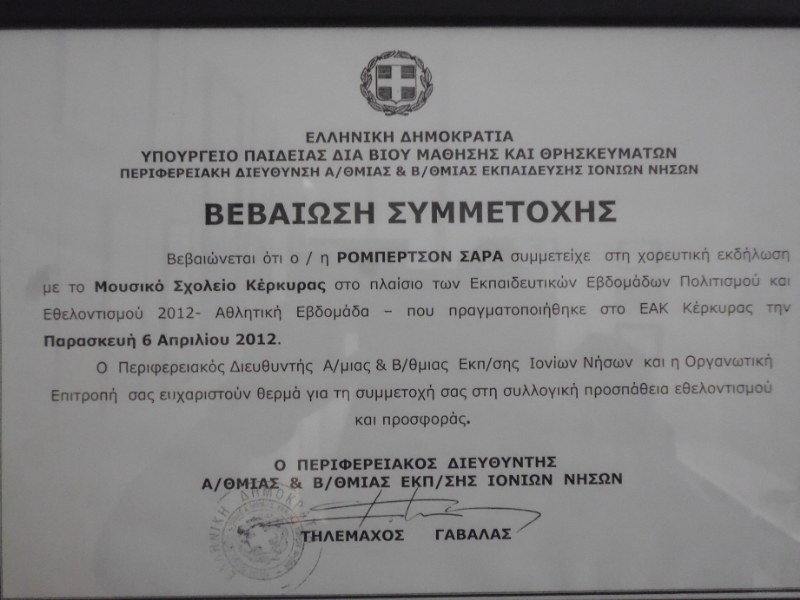 ΕΛΛΗΝΙΚΗ ΔΗΜΟΚΡΑΤΙΑ
ΥΠΟΥΡΓΕΙΟ ΠΑΙΔΕΙΑΣ ΔΙΑ ΒΙΟΥ ΜΑΘΗΣΗΣ ΚΑΙ ΘΡΗΣΚΕΥΜΑΤΩΝ
ΠΕΡΙΦΕΡΕΙΑΚΗ ΔΙΕΥΘΥΝΣΗ Α/ΘΜΙΑΣ & Β/ΘΜΙΑΣ ΕΚΠΑΙΔΕΥΣΗΣ ΙΟΝΙΩΝ ΝΗΣΩΝ
ΒΕΒΑΙΩΣΗ ΣΥΜΜΕΤΟΧΗΣ
Βεβαιώνεται ότι ο / η ΡΟΜΠΕΡΤΣΟΝ ΣΑΡΑ συμμετείχε στη χορευτική εκδήλωση
με το Μουσικό Σχολείο Κέρκυρας στο πλαίσιο των Εκπαιδευτικών Εβδομάδων Πολιτισμού και
Εθελοντισμού 2012- Αθλητική Εβδομάδα – που πραγματοποιήθηκε στο ΕΑΚ Κέρκυρας την
Παρασκευή 6 Απριλίου 2012.
Ο Περιφερειακός Διευθυντής Α/μιας & Β/θμιας Εκπ/σης Ιονίων Νήσων και η Οργανωτική
Επιτροπή σας ευχαριστούν θερμά για τη συμμετοχή σας στη συλλογική προσπάθεια εθελοντισμού
και προσφοράς.
Ο ΠΕΡΙΦΕΡΕΙΑΚΟΣ ΔΙΕΥΘΥΝΤΗΣ
Α/ΘΜΙΑΣ & Β/ΘΜΙΑΣ ΕΚΠ/ΣΗΣ ΙΟΝΙΩΝ ΝΗΣΩΝ
ΤΗΛΕΜΑΧΟΣ ΓΑΒΑΛΑΣ